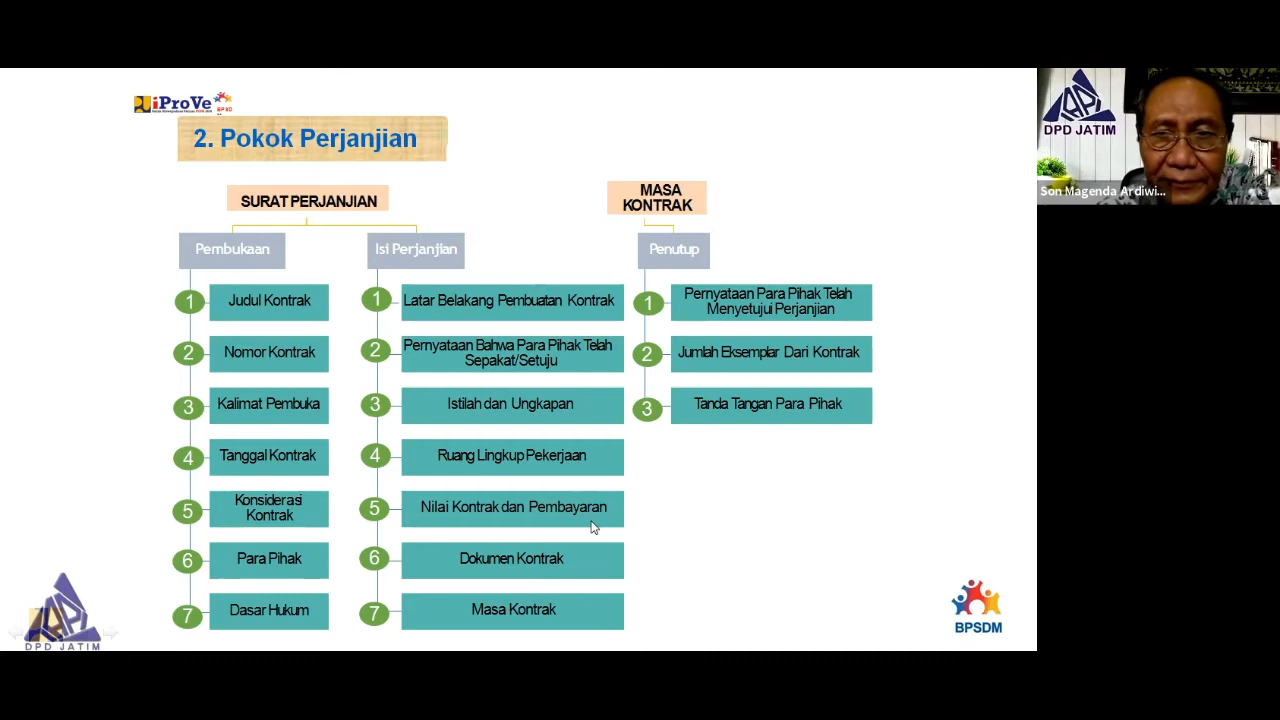 iProVe
BPSD
2. Pokok Perjanjian
SURAT PERJANJIAN
MASA
KONTRAK
Pembukaan
1
Judul Kontrak
2
Nomor Kontrak
3
Kalimat Pembuka
4
Tanggal Kontrak
5
Konsiderasi
Kontrak
6
Para Pihak
7
Dasar Hukum
Isi Perjanjian
1
Latar Belakang Pembuatan Kontrak
2
Pernyataan Bahwa Para Pihak Telah
Sepakat/Setuju
3
Istilah dan Ungkapan
4
Ruang Lingkup Pekerjaan
5
Nilai Kontrak dan Pembayaran
6
Dokumen Kontrak
7
Masa Kontrak
Penutup
1
Pernyataan Para Pihak Telah
Menyetujui Perjanjian
2
Jumlah Eksemplar Dari Kontrak
3
Tanda Tangan Para Pihak
DPD JATIM
BPSDM
DPD JATIM
Son Magenda Ardiwi...